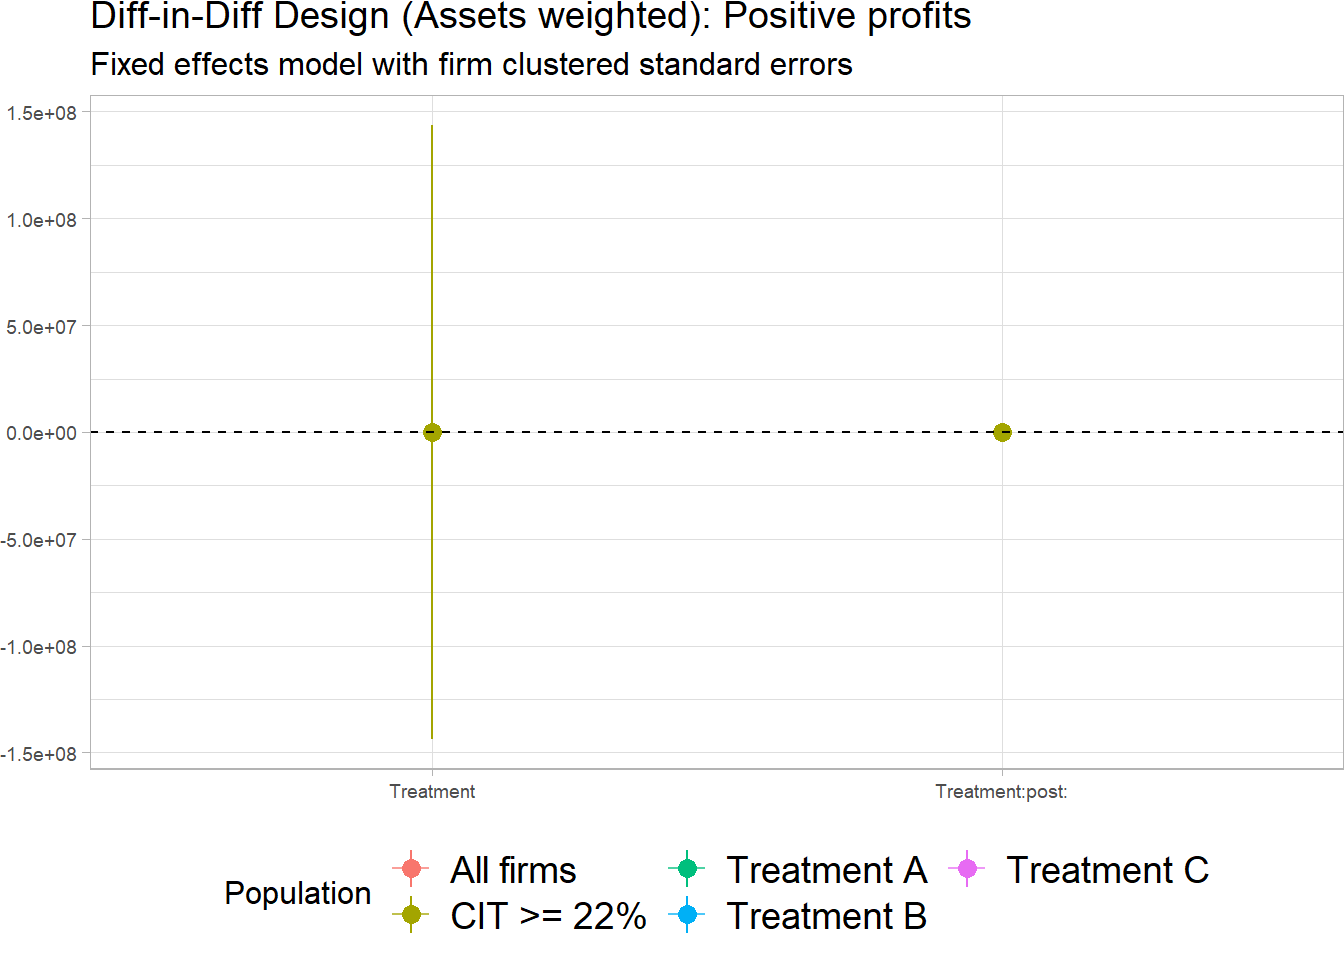 Diff-in-Diff Design (Assets weighted): Positive profits
Fixed effects model with firm clustered standard errors
1.5e+08
1.0e+08
5.0e+07
0.0e+00
-5.0e+07
-1.0e+08
-1.5e+08
Treatment
Treatment:post:
Population
All firms
CIT >= 22%
Treatment A
Treatment B
Treatment C